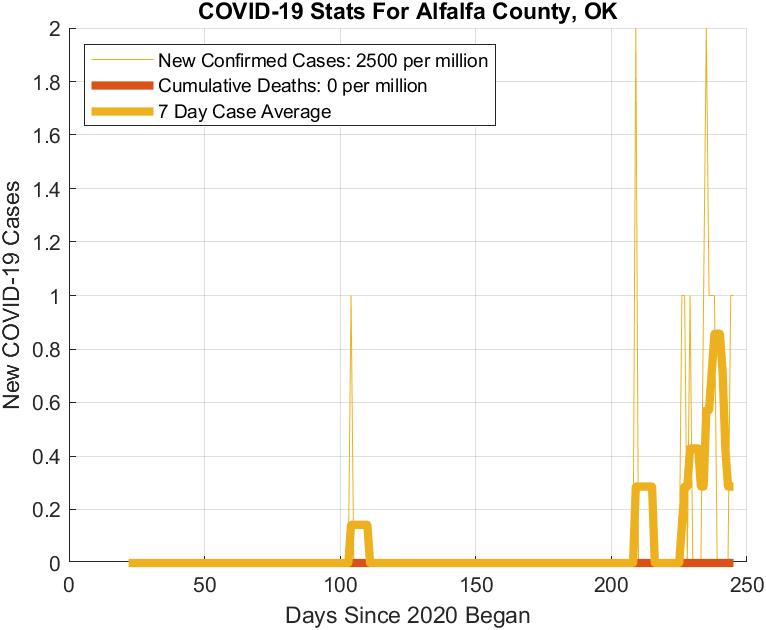 COVID-19 Stats For Alfalfa County, OK
New Confirmed Cases: 2500 per million
Cumulative Deaths: 0 per million
7 Day Case Average
New COVID-19 Cases
2
1.8
1.6
1.4
1.2
1
0.8
0.6
0.4
0.2
0
0 50 100 150 200 250
Days Since 2020 Began